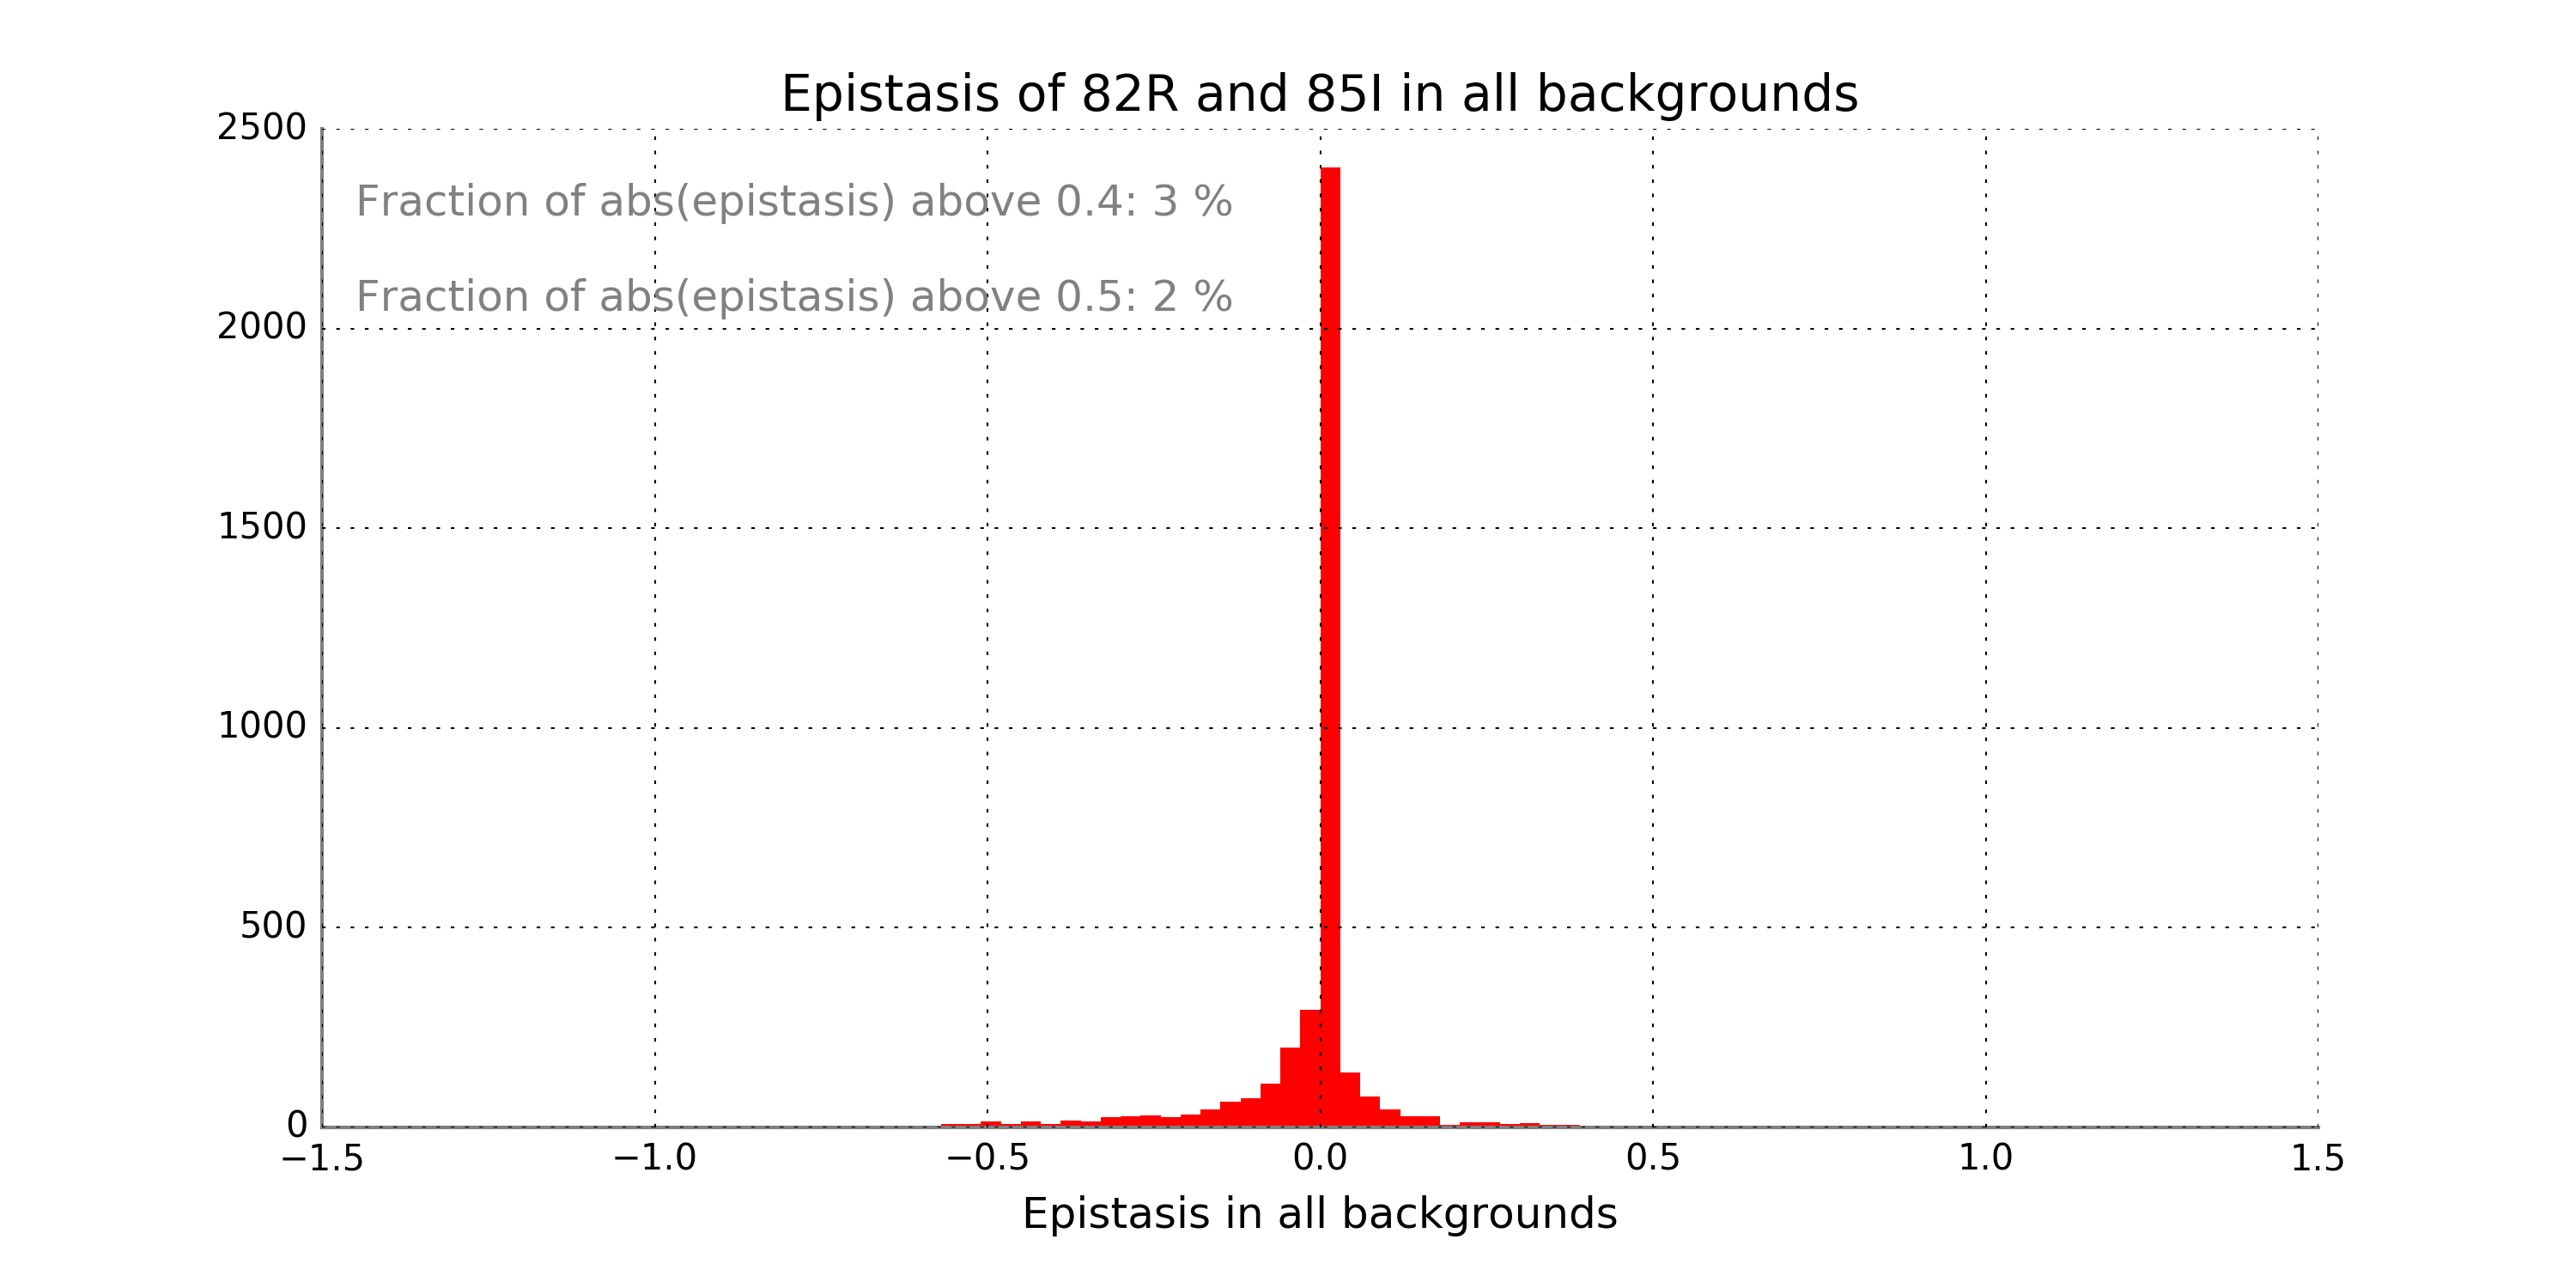 Epistasis of 82R and 85I in all backgrounds
2500
Fraction of abs(epistasis) above 0.4: 3 %
Fraction of abs(epistasis) above 0.5: 2 %
2000
1500
1000
500
0
−1.5 −1.0 −0.5 0.0 0.5 1.0 1.5
Epistasis in all backgrounds